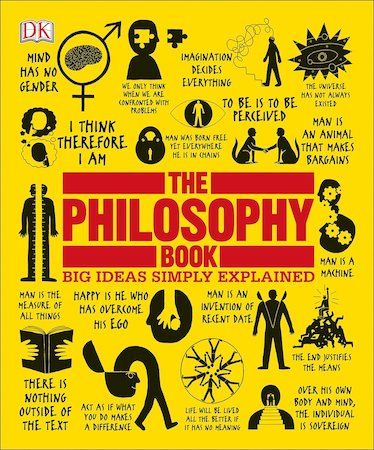 DK
MIND
HAS NO
GENDER
WE ONLY THINK
WHEN WE ARE
CONFRONTED WITH
PROBLEMS
IMAGINATION
DECIDES
EVERYTHING
THE UNIVERSE
HAS NOT ALWAYS
EXISTED
I THINK
THEREFORE
I AM
MAN WAS BORN FREE
YET EVERYWHERE
HE IS IN CHAINS
TO BE IS TO BE
PERCEIVED
MAN IS
AN ANIMAL
THAT MAKES
BARGAINS
THE
PHILOSOPHY
BOOK
BIG IDEAS SIMPLY EXPLAINED
MAN IS A
MACHINE
MAN IS THE
MEASURE OF
ALL THINGS
HAPPY IS HE WHO
HAS OVERCOME
HIS EGO
MAN IS AN
INVENTION OF
RECENT DATE
THE END JUSTIFIES
THE MEANS
THERE IS
NOTHING
OUTSIDE OF
THE TEXT
ACT AS IF WHAT
YOU DO MAKES
A DIFFERENCE
LIFE WILL BE LIVED
ALL THE BETTER IF
IT HAS NO MEANING
OVER HIS OWN
BODY AND MIND,
THE INDIVIDUAL
IS SOVEREIGN